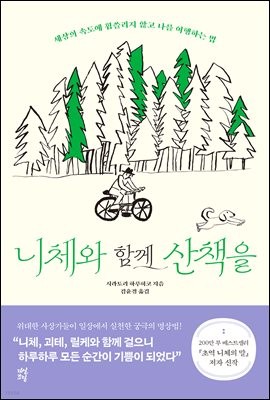 세상의 속도에 휩쓸리지 않고 나를 여행하는 법
니체와 함께 산책을
시라토리 하루히코 지음
김윤경 옮김
위대한 사상가들이 일상에서 실천한 궁극의 명상법!
“니체, 괴테, 릴케와 함께 걸으니
하루하루 모든 순간이 기쁨이 되었다”
200만 부 베스트셀러
『초역 니체의 말』
저자 신작
다산
초당